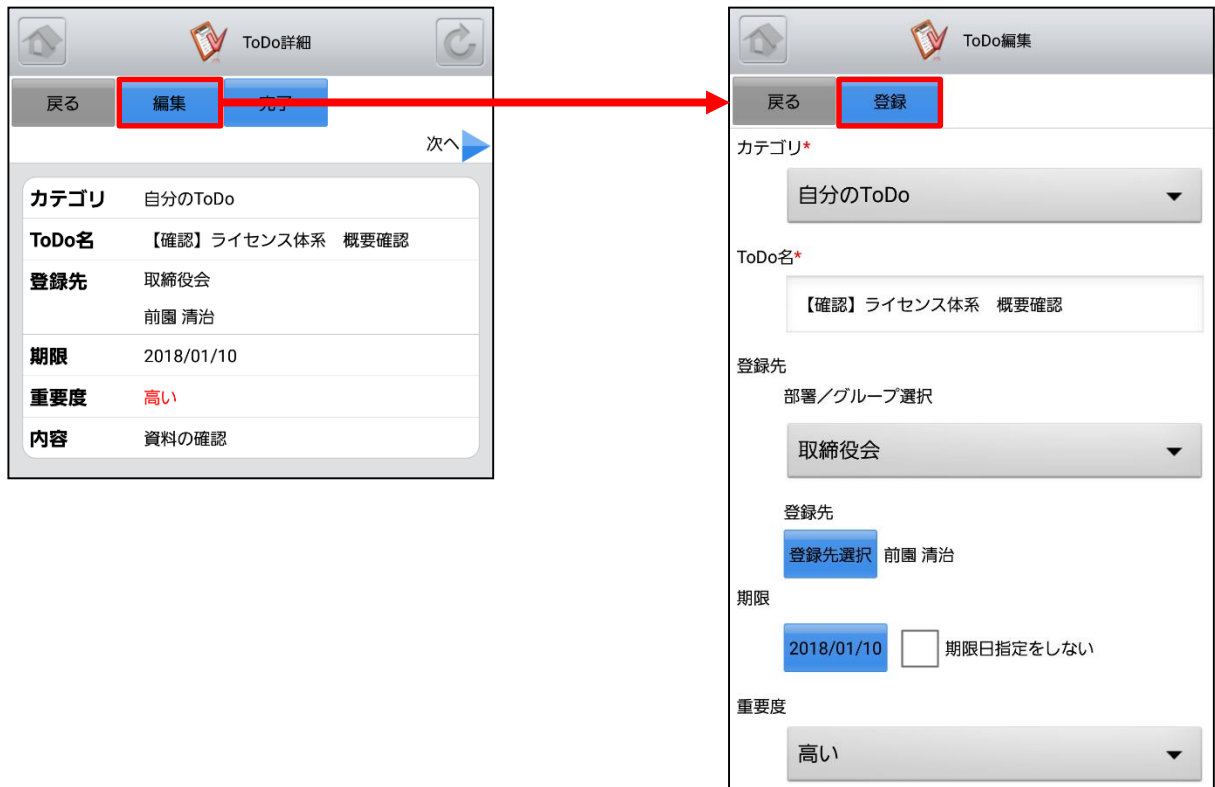 ToDo詳細
戻る 編集 完了
次へ
カテゴリ 自分のToDo
ToDo名 【確認】ライセンス体系　概要確認
登録先 取締役会
前園 清治
期限 2018/01/10
重要度 高い
内容 資料の確認
ToDo編集
戻る 登録
カテゴリ*
自分のToDo
ToDo名*
【確認】ライセンス体系　概要確認
登録先
部署／グループ選択
取締役会
登録先
登録先選択 前園 清治
期限
2018/01/10 期限日指定をしない
重要度
高い